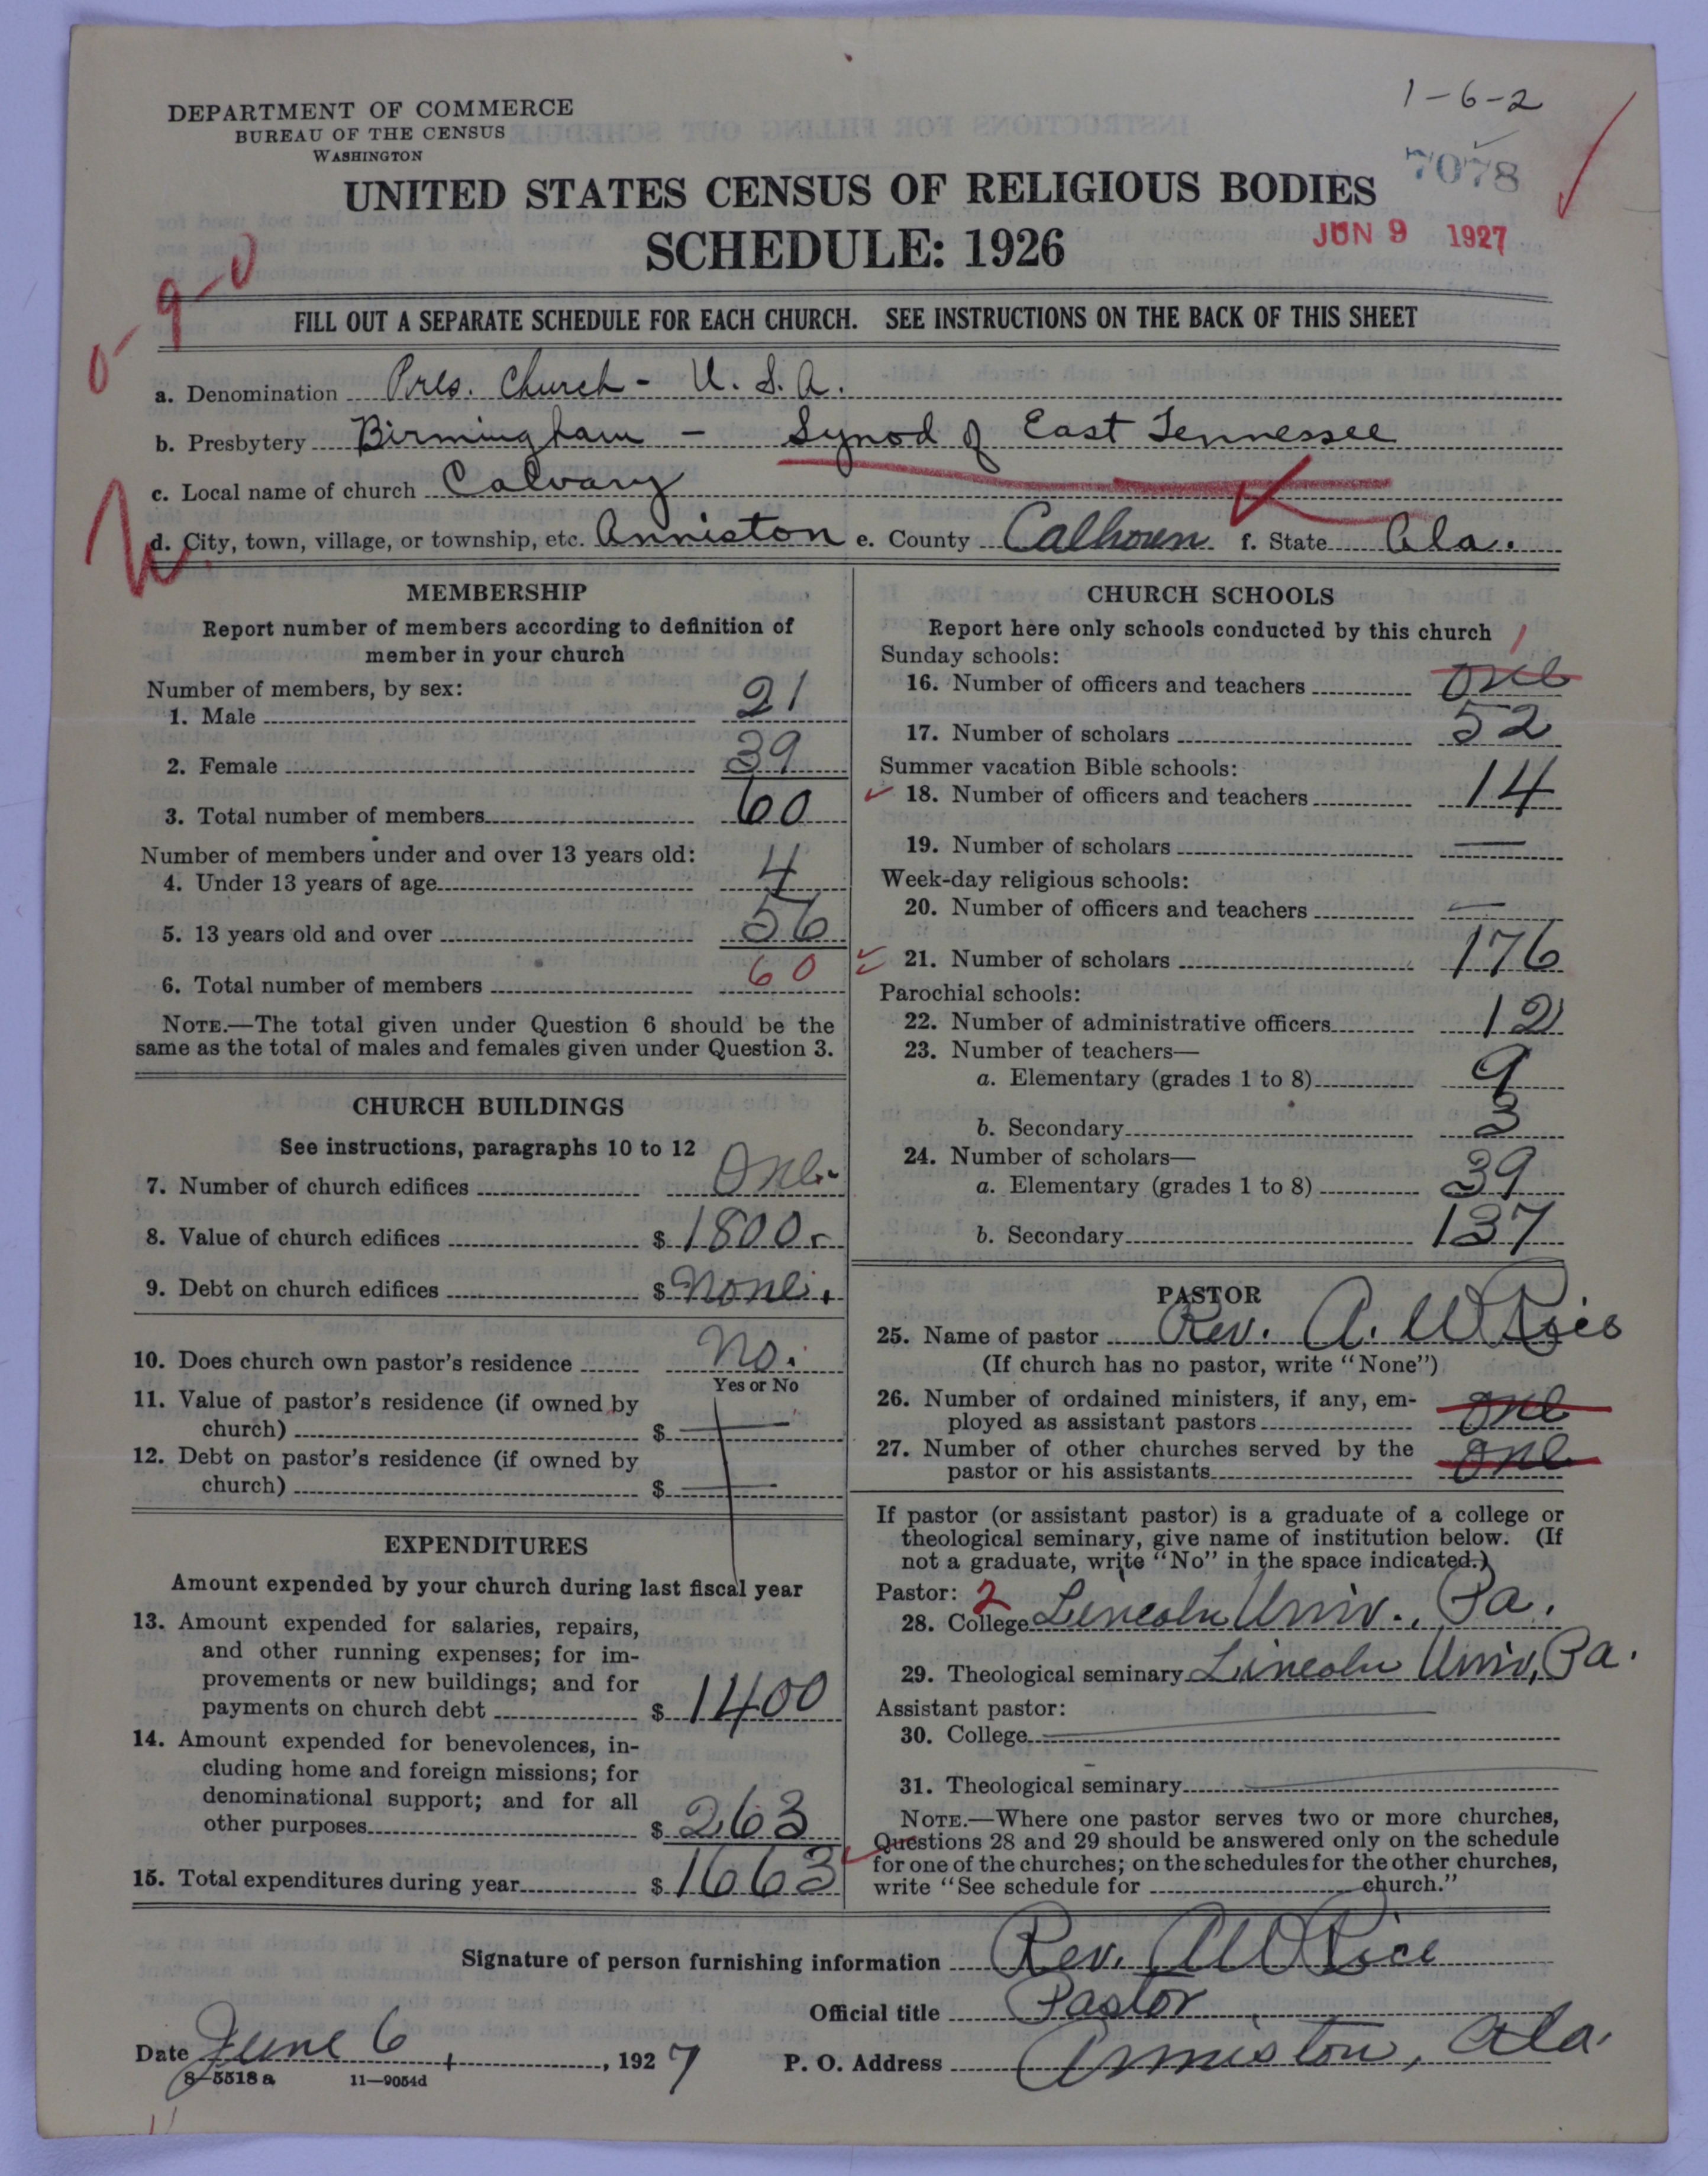 1-6-2
DEPARTMENT OF COMMERCE
BUREAU OF THE CENSUS
WASHINGTON
7078
UNITED STATES CENSUS OF RELIGIOUS BODIES
SCHEDULE: 1926
JUN 9 1927
0-9-0
FILL OUT A SEPARATE SCHEDULE FOR EACH CHURCH. SEE INSTRUCTIONS ON THE BACK OF THIS SHEET
a. Denomination Pres. Church - U.S.A.
b. Presbytery Birmingham - Synod of East Tennessee
c. Local name of church Calvary
d. City, town, village, or township, etc. Anniston e. County Calhoun f. State Ala.
MEMBERSHIP
Report number of members according to definition of
member in your church
Number of members, by sex:
1. Male 21
2. Female 39
3. Total number of members 60
Number of members under and over 13 years old:
4. Under 13 years of age 4
5. 13 years old and over 56
6. Total number of members 60
NOTE.—The total given under Question 6 should be the
same as the total of males and females given under Question 3.
CHURCH BUILDINGS
See instructions, paragraphs 10 to 12
7. Number of church edifices One
8. Value of church edifices $ 1800
9. Debt on church edifices $ None.
10. Does church own pastor's residence No.
Yes or No
11. Value of pastor's residence (if owned by
church) $ —
12. Debt on pastor's residence (if owned by
church) $ —
EXPENDITURES
Amount expended by your church during last fiscal year
13. Amount expended for salaries, repairs,
and other running expenses; for im-
provements or new buildings; and for
payments on church debt $ 1400
14. Amount expended for benevolences, in-
cluding home and foreign missions; for
denominational support; and for all
other purposes $ 263
15. Total expenditures during year $ 1663
CHURCH SCHOOLS
Report here only schools conducted by this church
Sunday schools: 1
16. Number of officers and teachers one
17. Number of scholars 52
Summer vacation Bible schools:
18. Number of officers and teachers 14
19. Number of scholars —
Week-day religious schools:
20. Number of officers and teachers —
21. Number of scholars 176
Parochial schools:
22. Number of administrative officers 12
23. Number of teachers—
a. Elementary (grades 1 to 8) 9
b. Secondary 3
24. Number of scholars—
a. Elementary (grades 1 to 8) 39
b. Secondary 137
PASTOR
25. Name of pastor Rev. A. W. Rice
(If church has no pastor, write "None")
26. Number of ordained ministers, if any, em-
ployed as assistant pastors one
27. Number of other churches served by the
pastor or his assistants one
If pastor (or assistant pastor) is a graduate of a college or
theological seminary, give name of institution below. (If
not a graduate, write "No" in the space indicated.)
Pastor: 2
28. College Lincoln Univ., Pa.
29. Theological seminary Lincoln Univ, Pa.
Assistant pastor:
30. College
31. Theological seminary
NOTE.—Where one pastor serves two or more churches,
Questions 28 and 29 should be answered only on the schedule
for one of the churches; on the schedules for the other churches,
write "See schedule for church."
Signature of person furnishing information Rev. A W Rice
Official title Pastor
Date June 6, 1927 P. O. Address Anniston, Ala.
8-5518 a 11—9054d